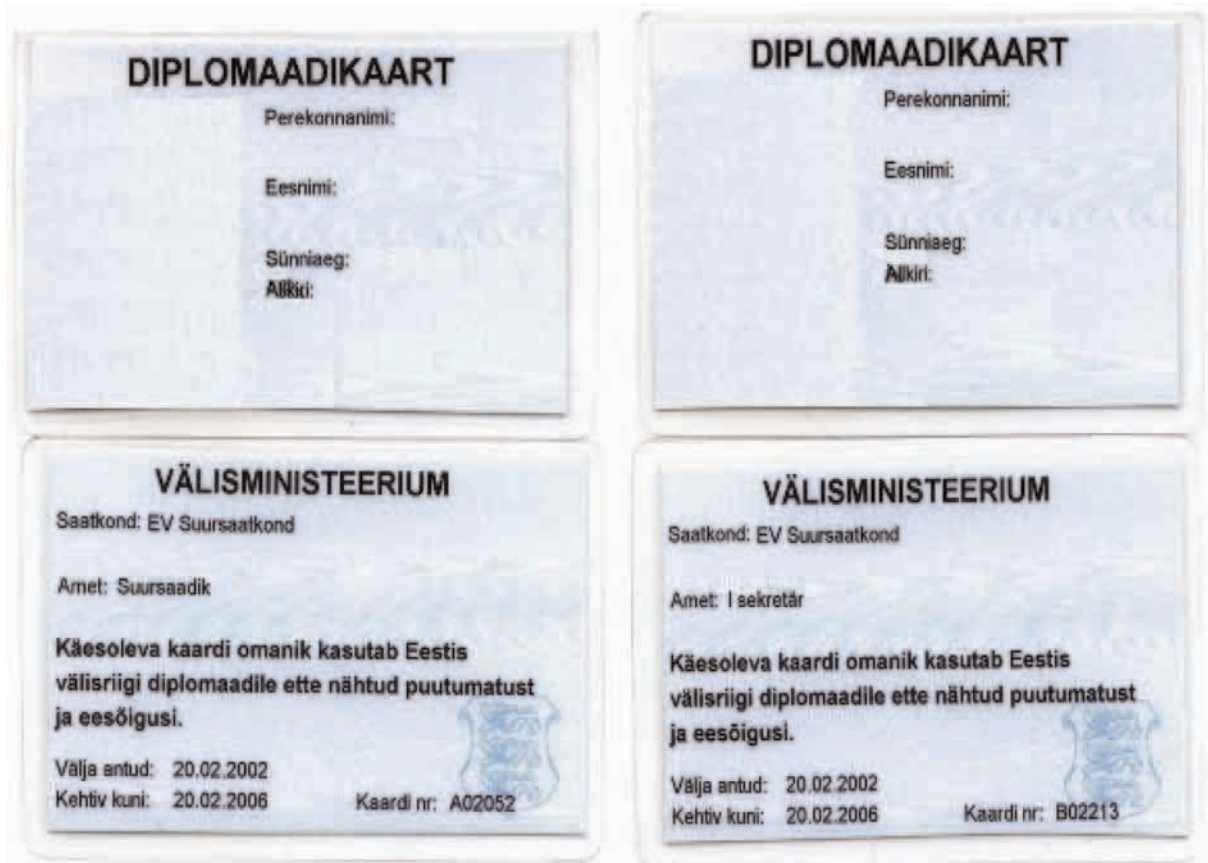 DIPLOMAADIKAART
Perekonnanimi:
Eesnimi:
Sünniaeg:
Allkiri:
VÄLISMINISTEERIUM
Saatkond: EV Suursaatkond
Amet: Suursaadik
Käesoleva kaardi omanik kasutab Eestis
välisriigi diplomaadile ette nähtud puutumatust
ja eesõigusi.
Välja antud: 20.02.2002
Kehtiv kuni: 20.02.2006 Kaardi nr: A02052
DIPLOMAADIKAART
Perekonnanimi:
Eesnimi:
Sünniaeg:
Allkiri:
VÄLISMINISTEERIUM
Saatkond: EV Suursaatkond
Amet: I sekretär
Käesoleva kaardi omanik kasutab Eestis
välisriigi diplomaadile ette nähtud puutumatust
ja eesõigusi.
Välja antud: 20.02.2002
Kehtiv kuni: 20.02.2006 Kaardi nr: B02213